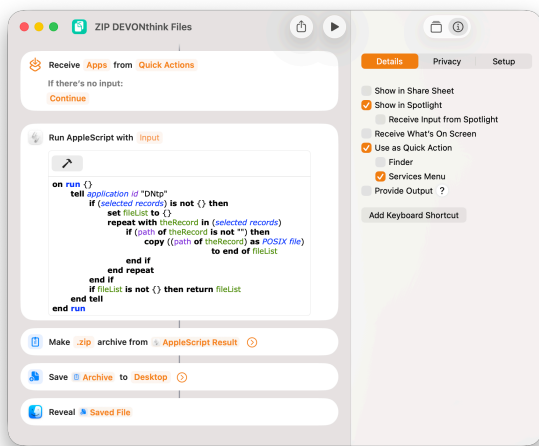 ZIP DEVONthink Files
Receive Apps from Quick Actions
If there's no input:
Continue
Run AppleScript with Input
on run {}
tell application id "DNtp"
if (selected records) is not {} then
set fileList to {}
repeat with theRecord in (selected records)
if (path of theRecord is not "") then
copy ((path of theRecord) as POSIX file)
to end of fileList
end if
end repeat
end if
if fileList is not {} then return fileList
end tell
end run
Make .zip archive from AppleScript Result
Save Archive to Desktop
Reveal Saved File
Details Privacy Setup
Show in Share Sheet
Show in Spotlight
Receive Input from Spotlight
Receive What's On Screen
Use as Quick Action
Finder
Services Menu
Provide Output ?
Add Keyboard Shortcut